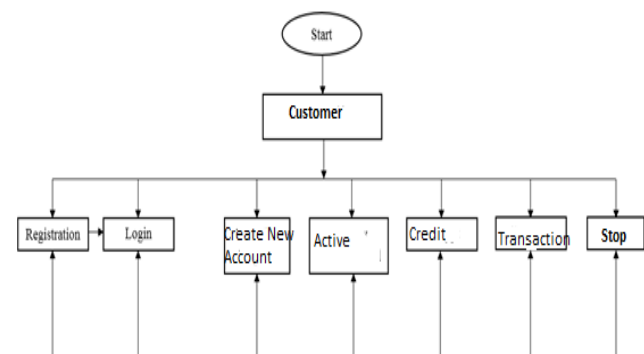 Start
Customer
Registration
Login
Create New
Account
Active
Credit
Transaction
Stop